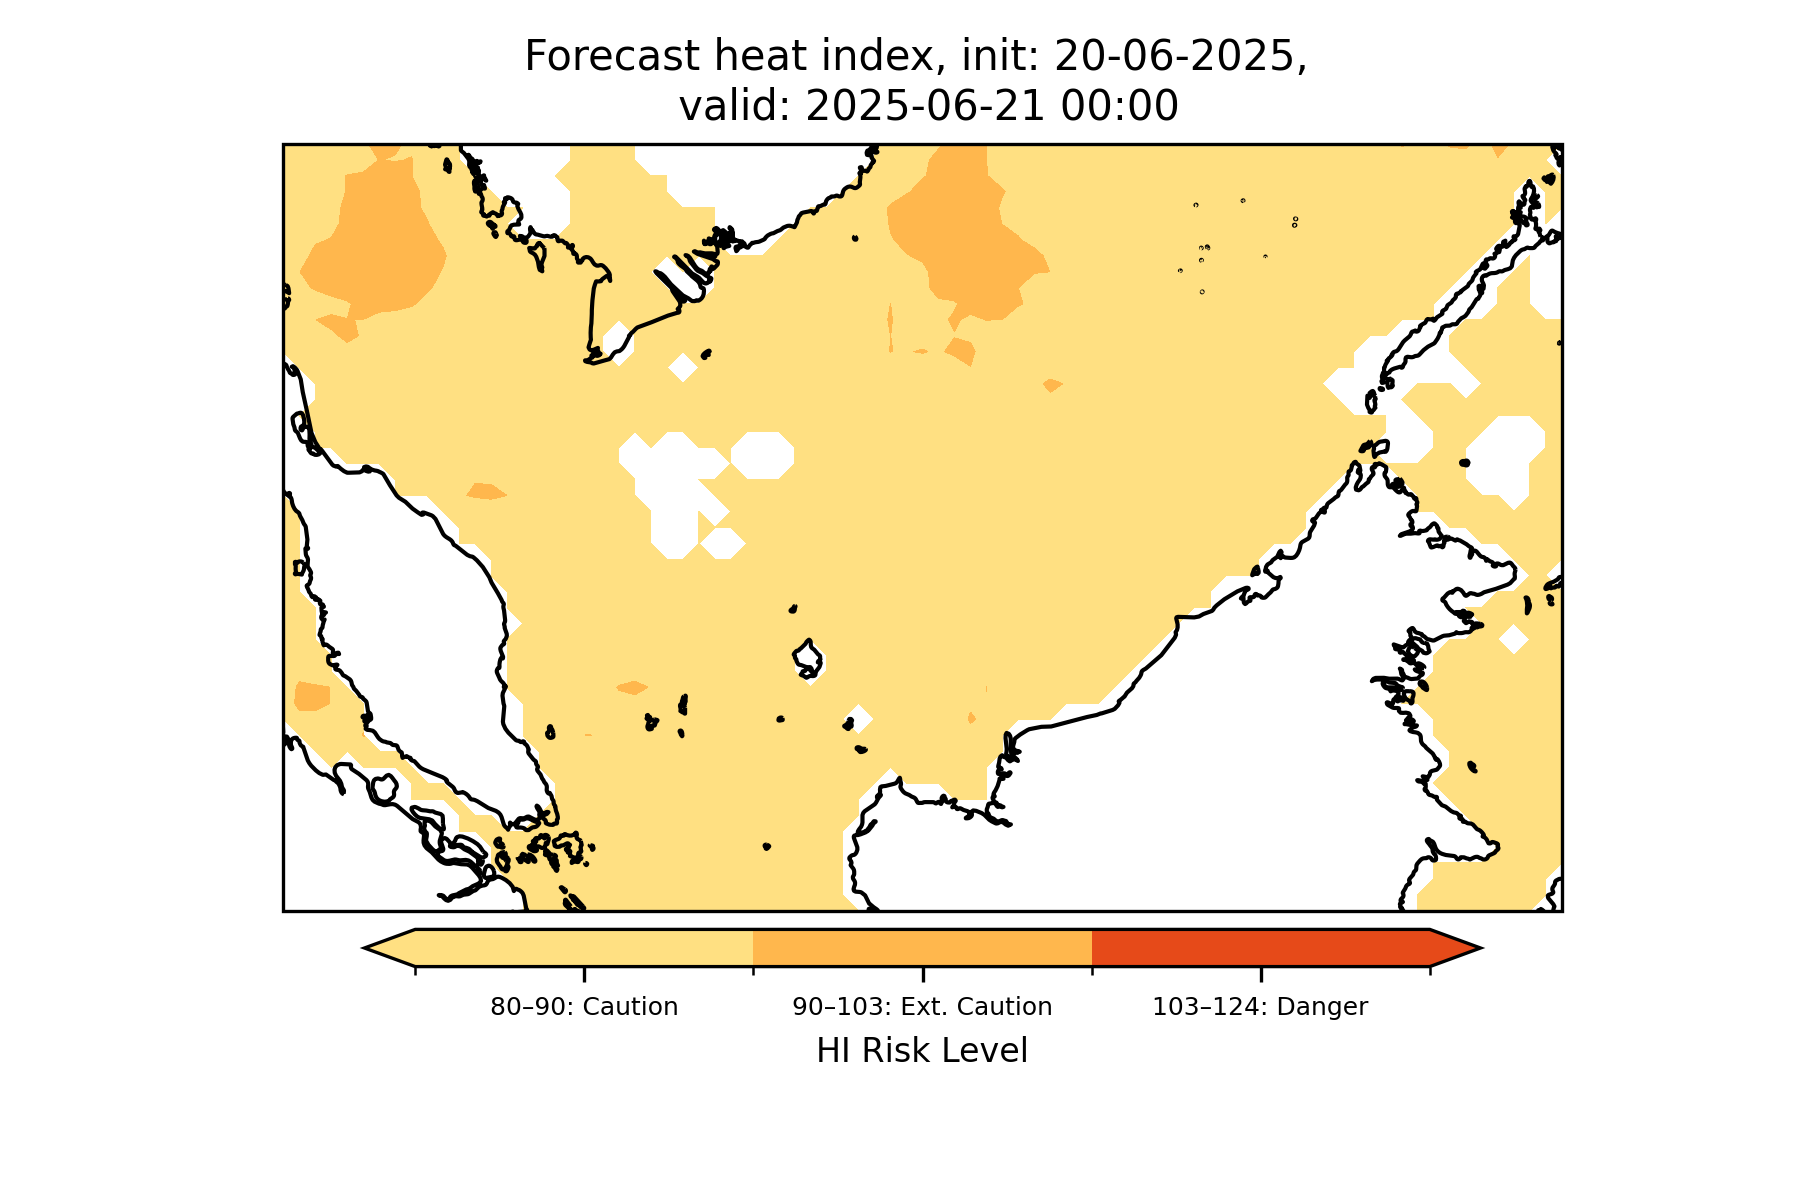 Forecast heat index, init: 20-06-2025,
valid: 2025-06-21 00:00
80–90: Caution
90–103: Ext. Caution
103–124: Danger
HI Risk Level